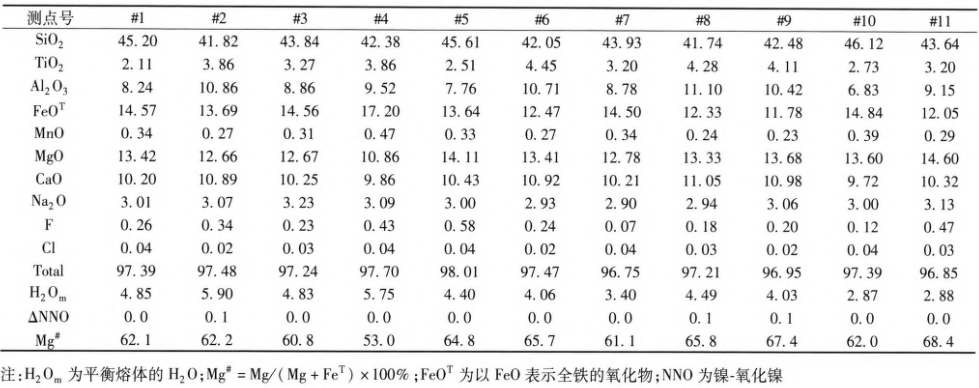 测点号 #1 #2 #3 #4 #5 #6 #7 #8 #9 #10 #11
SiO₂ 45.20 41.82 43.84 42.38 45.61 42.05 43.93 41.74 42.48 46.12 43.64
TiO₂ 2.11 3.86 3.27 3.86 2.51 4.45 3.20 4.28 4.11 2.73 3.20
Al₂O₃ 8.24 10.86 8.86 9.52 7.76 10.71 8.78 11.10 10.42 6.83 9.15
FeOᵀ 14.57 13.69 14.56 17.20 13.64 12.47 14.50 12.33 11.78 14.84 12.05
MnO 0.34 0.27 0.31 0.47 0.33 0.27 0.34 0.24 0.23 0.39 0.29
MgO 13.42 12.66 12.67 10.86 14.11 13.41 12.78 13.33 13.68 13.60 14.60
CaO 10.20 10.89 10.25 9.86 10.43 10.92 10.21 11.05 10.98 9.72 10.32
Na₂O 3.01 3.07 3.23 3.09 3.00 2.93 2.90 2.94 3.06 3.00 3.13
F 0.26 0.34 0.23 0.43 0.58 0.24 0.07 0.18 0.20 0.12 0.47
Cl 0.04 0.02 0.03 0.04 0.04 0.02 0.04 0.03 0.02 0.04 0.03
Total 97.39 97.48 97.24 97.70 98.01 97.47 96.75 97.21 96.95 97.39 96.85
H₂Oₘ 4.85 5.90 4.83 5.75 4.40 4.06 3.40 4.49 4.03 2.87 2.88
ΔNNO 0.0 0.1 0.0 0.0 0.0 0.0 0.0 0.1 0.1 0.0 0.0
Mg# 62.1 62.2 60.8 53.0 64.8 65.7 61.1 65.8 67.4 62.0 68.4
注:H₂Oₘ 为平衡熔体的 H₂O;Mg# = Mg/(Mg + Feᵀ) ×100%;FeOᵀ 为以 FeO 表示全铁的氧化物;NNO 为镍-氧化镍